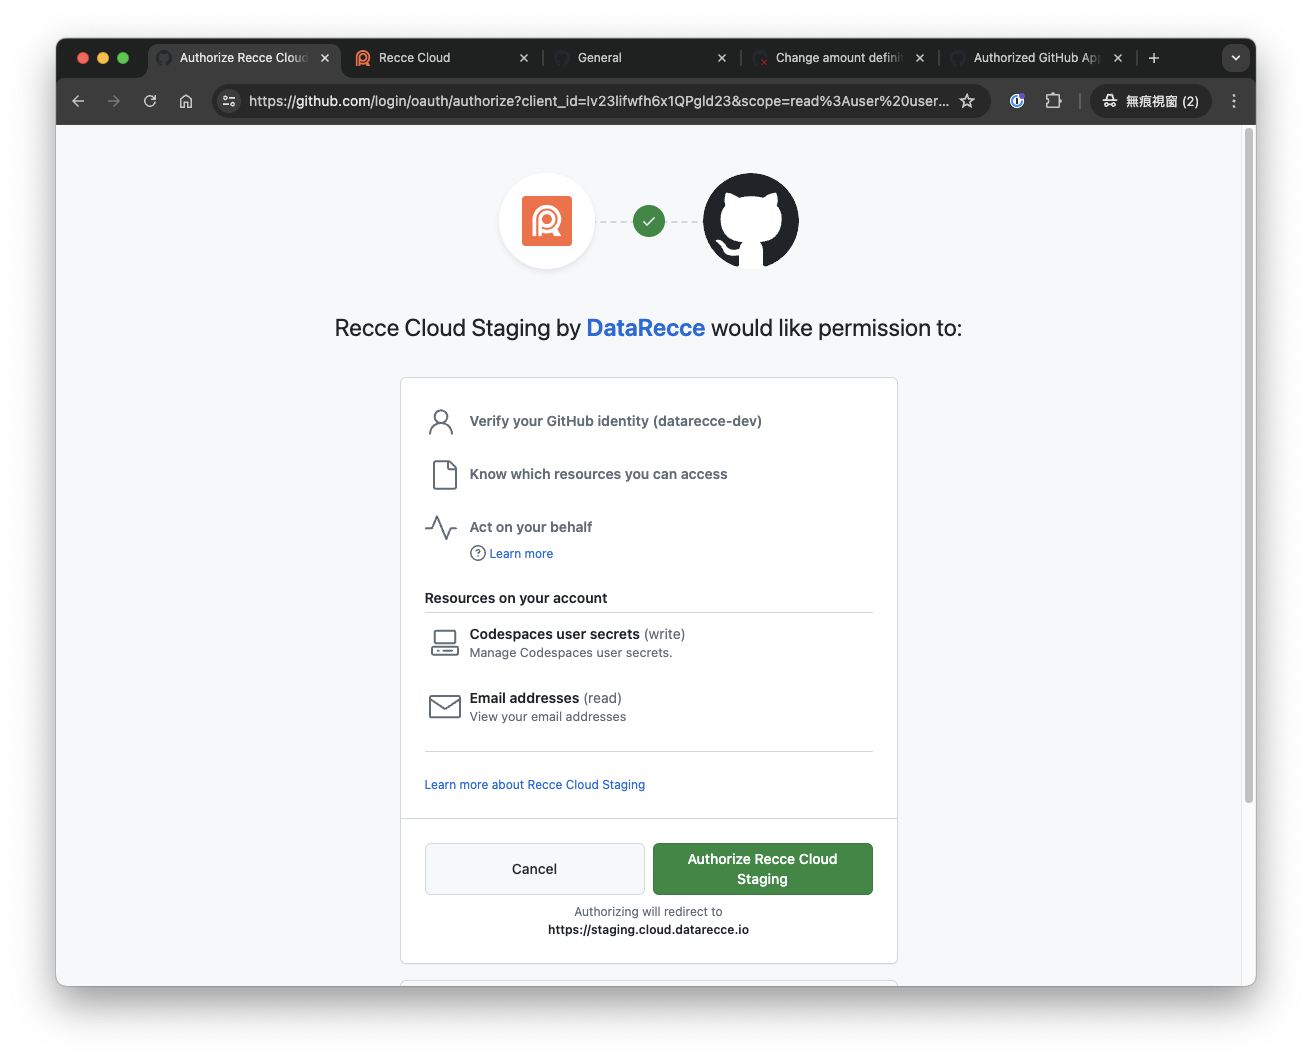 Authorize Recce Cloud
Recce Cloud
General
Change amount defini
Authorized GitHub App
https://github.com/login/oauth/authorize?client_id=Iv23lifwfh6x1QPgld23&scope=read%3Auser%20user...
無痕視窗 (2)
Recce Cloud Staging by DataRecce would like permission to:
Verify your GitHub identity (datarecce-dev)
Know which resources you can access
Act on your behalf
Learn more
Resources on your account
Codespaces user secrets (write)
Manage Codespaces user secrets.
Email addresses (read)
View your email addresses
Learn more about Recce Cloud Staging
Cancel
Authorize Recce Cloud
Staging
Authorizing will redirect to
https://staging.cloud.datarecce.io